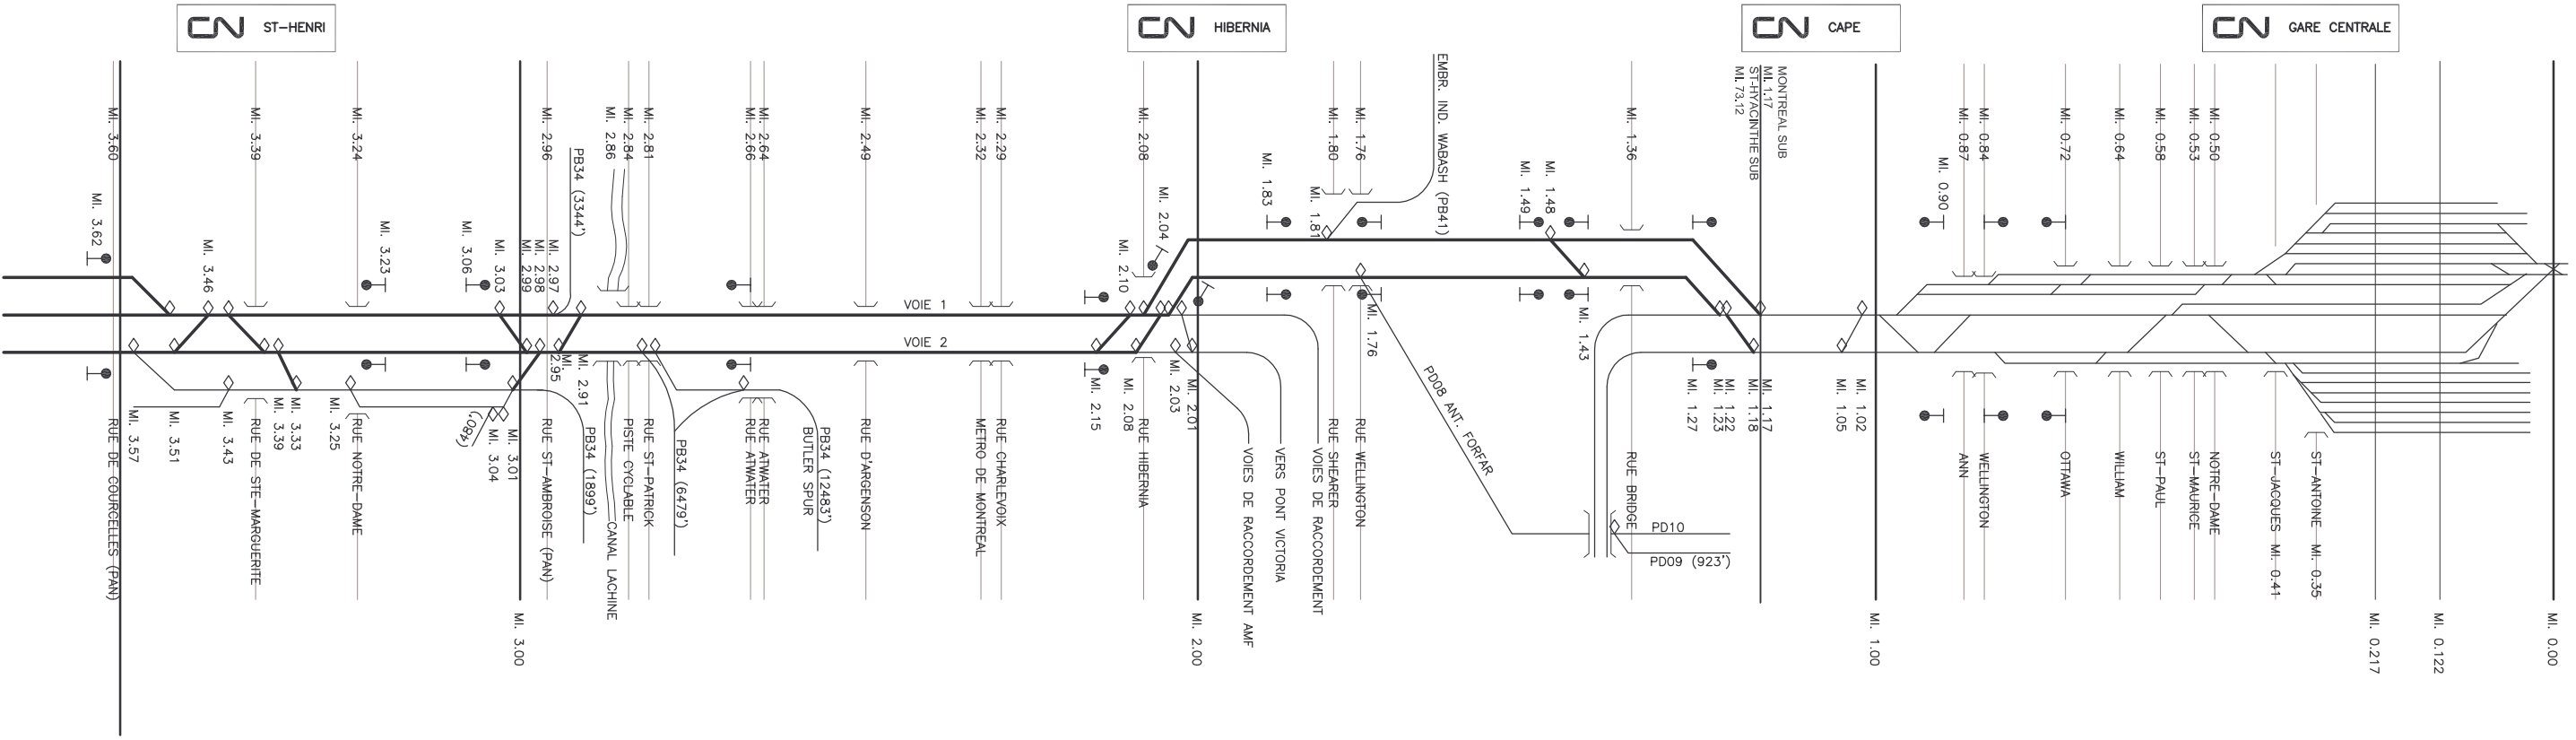 CN ST-HENRI
CN HIBERNIA
CN CAPE
CN GARE CENTRALE
MI. 3.60
MI. 3.62
MI. 3.39
MI. 3.24
MI. 3.23
MI. 3.46
MI. 3.06
MI. 3.03
MI. 2.99
MI. 2.98
MI. 2.97
MI. 2.96
PB34 (3344')
MI. 2.86
MI. 2.84
MI. 2.81
MI. 2.66
MI. 2.64
MI. 2.49
MI. 2.32
MI. 2.29
MI. 2.08
MI. 2.10
MI. 2.04
MI. 1.83
MI. 1.81
MI. 1.80
MI. 1.76
EMBR. IND. WABASH (PB41)
MI. 1.49
MI. 1.48
MI. 1.36
MONTREAL SUB
MI. 1.17
ST-HYACINTHE SUB
MI. 73.12
MI. 0.90
MI. 0.87
MI. 0.84
MI. 0.72
MI. 0.64
MI. 0.58
MI. 0.53
MI. 0.50
VOIE 1
VOIE 2
RUE DE COURCELLES (PAN)
MI. 3.57
MI. 3.51
MI. 3.43
RUE DE STE-MARGUERITE
MI. 3.39
MI. 3.33
MI. 3.25
RUE NOTRE-DAME
(480')
MI. 3.04
MI. 3.01
MI. 3.00
RUE ST-AMBROISE (PAN)
MI. 2.95
MI. 2.91
PB34 (1899')
CANAL LACHINE
PISTE CYCLABLE
RUE ST-PATRICK
PB34 (6479')
RUE ATWATER
RUE ATWATER
BUTLER SPUR
PB34 (12483')
RUE D'ARGENSON
METRO DE MONTREAL
RUE CHARLEVOIX
MI. 2.15
MI. 2.08
RUE HIBERNIA
MI. 2.03
MI. 2.01
MI. 2.00
VOIES DE RACCORDEMENT AMF
VERS PONT VICTORIA
VOIES DE RACCORDEMENT
RUE SHEARER
RUE WELLINGTON
MI. 1.76
PD08 ANT. FORFAR
MI. 1.43
RUE BRIDGE
PD10
PD09 (923')
MI. 1.27
MI. 1.23
MI. 1.22
MI. 1.18
MI. 1.17
MI. 1.05
MI. 1.02
MI. 1.00
ANN
WELLINGTON
OTTAWA
WILLIAM
ST-PAUL
ST-MAURICE
NOTRE-DAME
ST-JACQUES MI. 0.41
ST-ANTOINE MI. 0.35
MI. 0.217
MI. 0.122
MI. 0.00